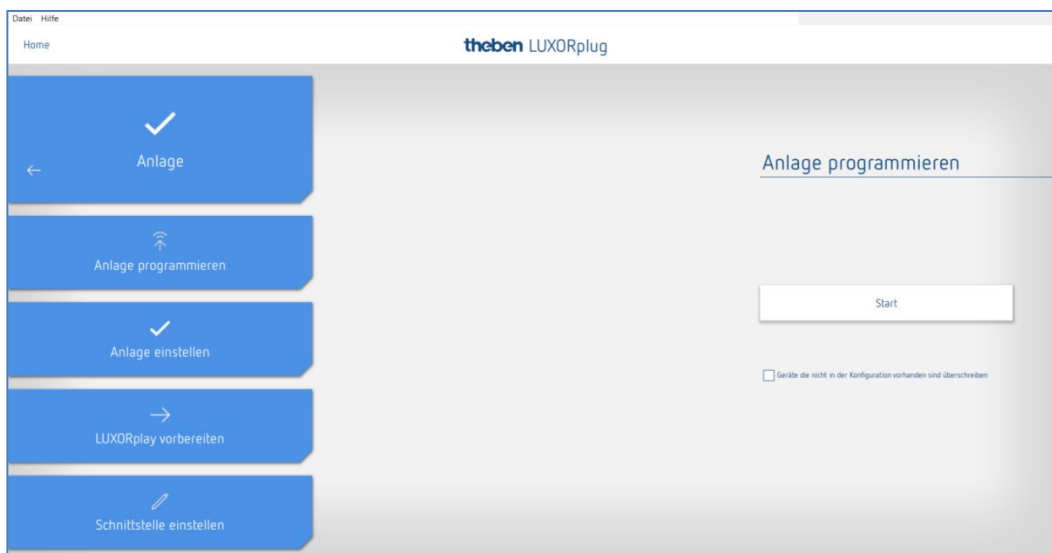 Datei Hilfe
Home
theben LUXORplug
Anlage
Anlage programmieren
Anlage einstellen
LUXORplay vorbereiten
Schnittstelle einstellen
Anlage programmieren
Start
Geräte die nicht in der Konfiguration vorhanden sind überschreiben